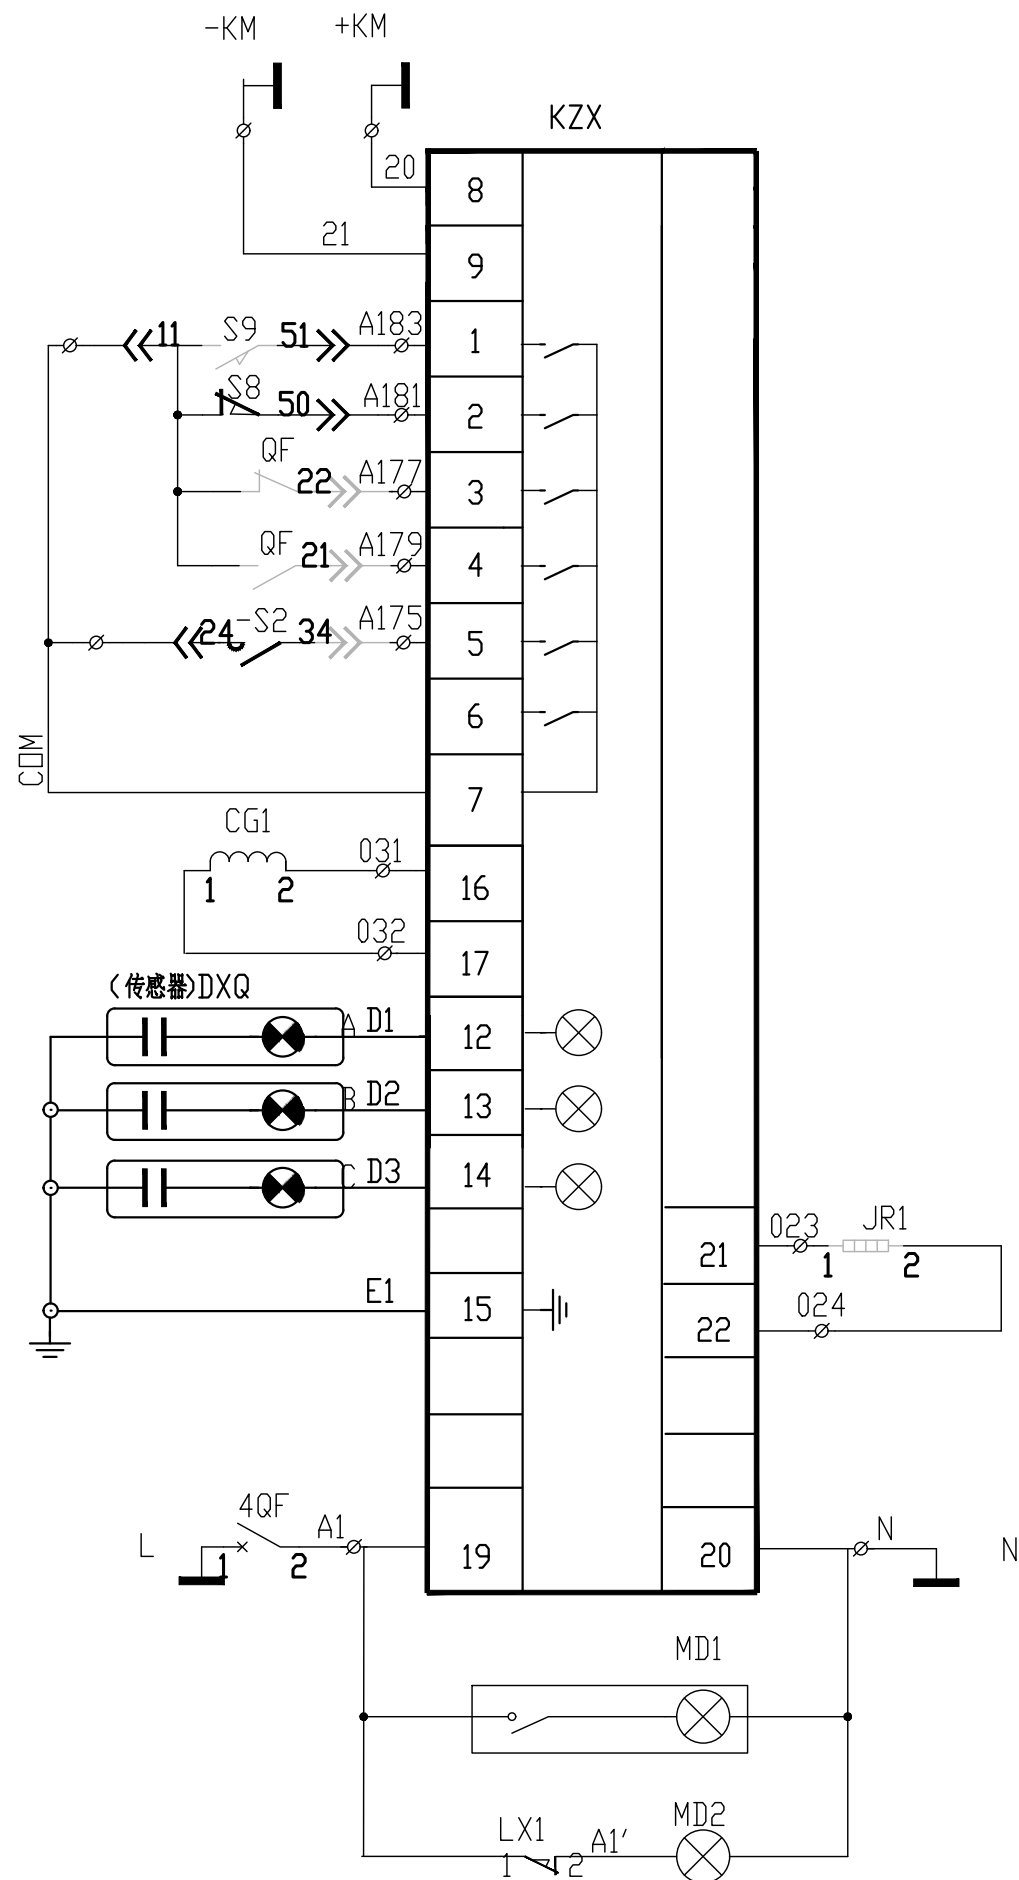 -KM +KM
KZX
20
8
21
9
11 S9 51 A183
1
S8 50 A181
2
QF 22 A177
3
QF 21 A179
4
24 -S2 34 A175
5
6
COM
7
CG1
031
1 2
16
032
17
(传感器)DXQ
A D1
12
B D2
13
C D3
14
023 JR1
21
1 2
E1
15
024
22
4QF
L 1 2 A1
19
20
N N
MD1
MD2
LX1
1 2 A1'